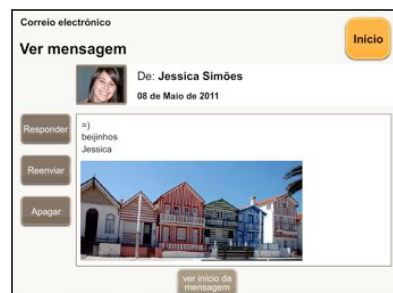 Correio electrónico
Início
Ver mensagem
De: Jessica Simões
08 de Maio de 2011
Responder
=)
beijinhos
Jessica
Reenviar
Apagar
ver início da
mensagem